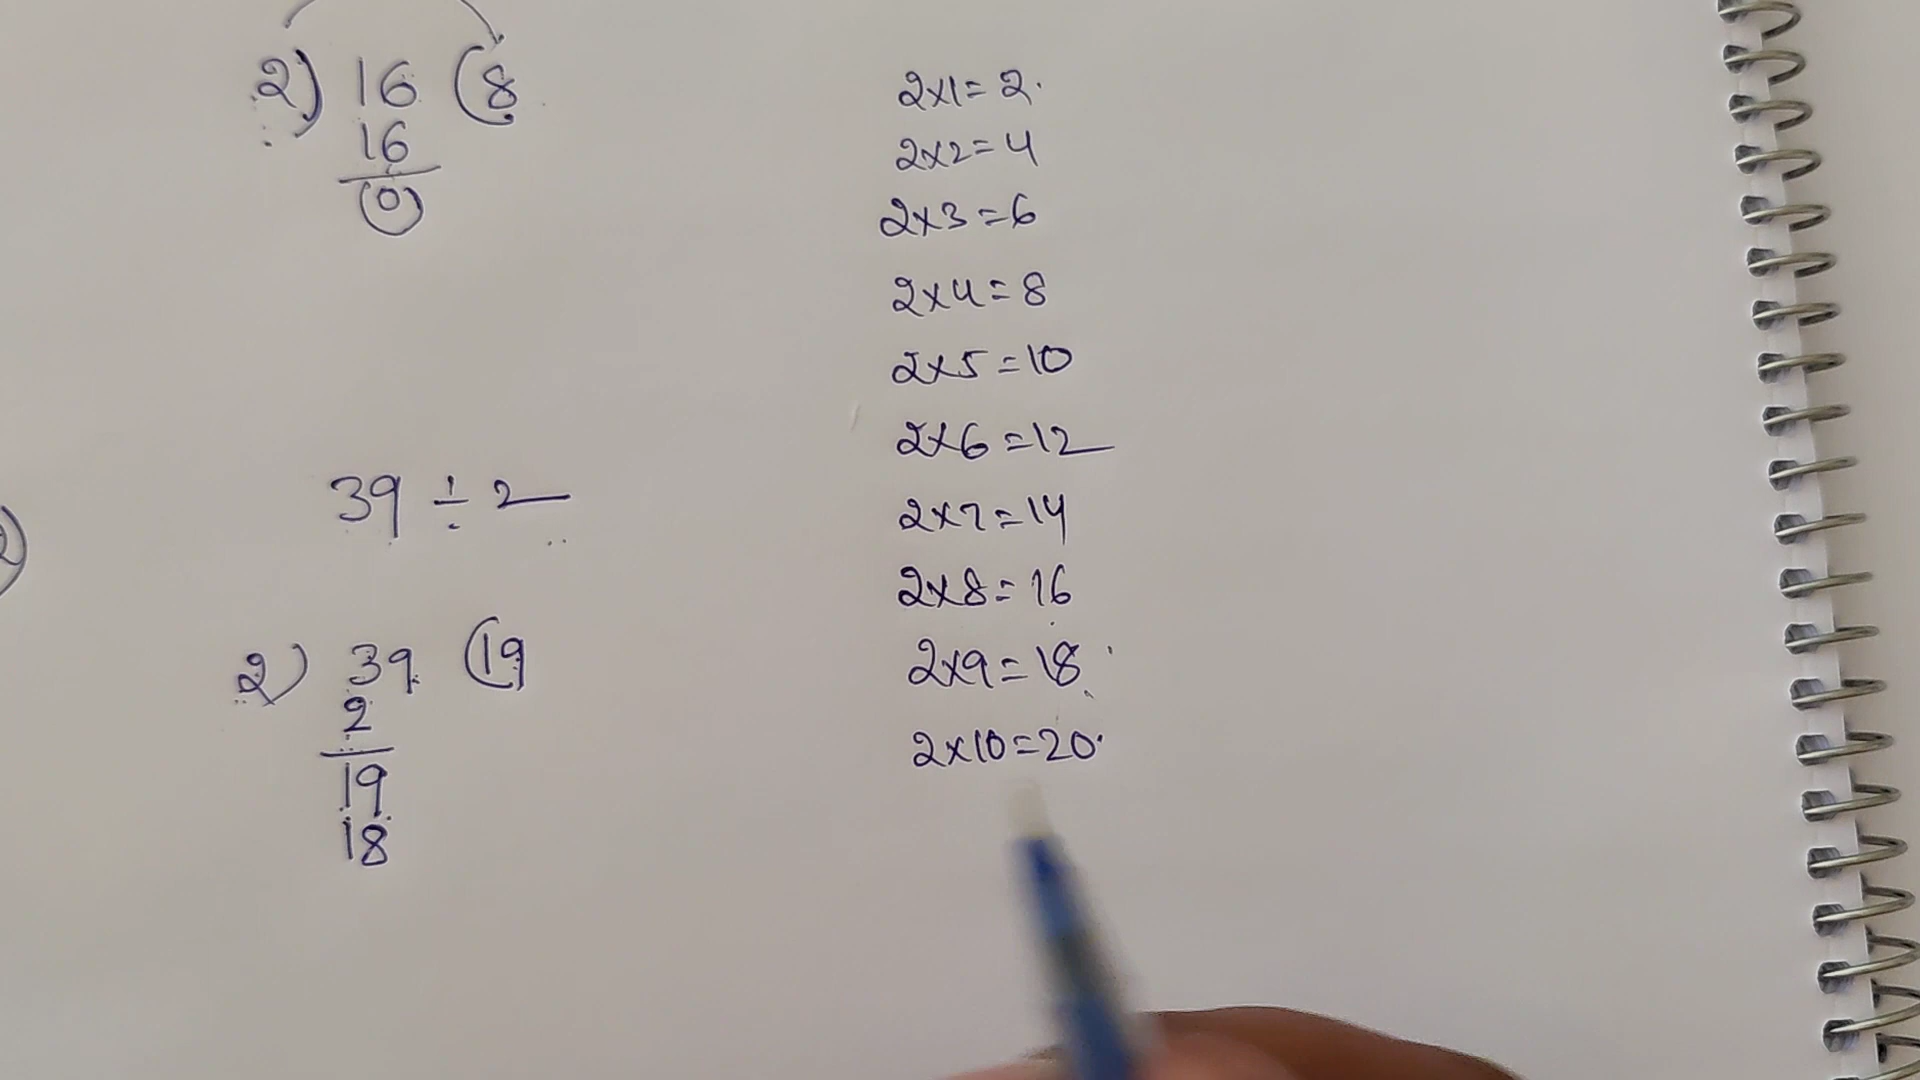 2) 16 (8
16
0
39 ÷ 2
2) 39 (19
2
19
18
2x1=2
2x2=4
2x3=6
2x4=8
2x5=10
2x6=12
2x7=14
2x8=16
2x9=18
2x10=20